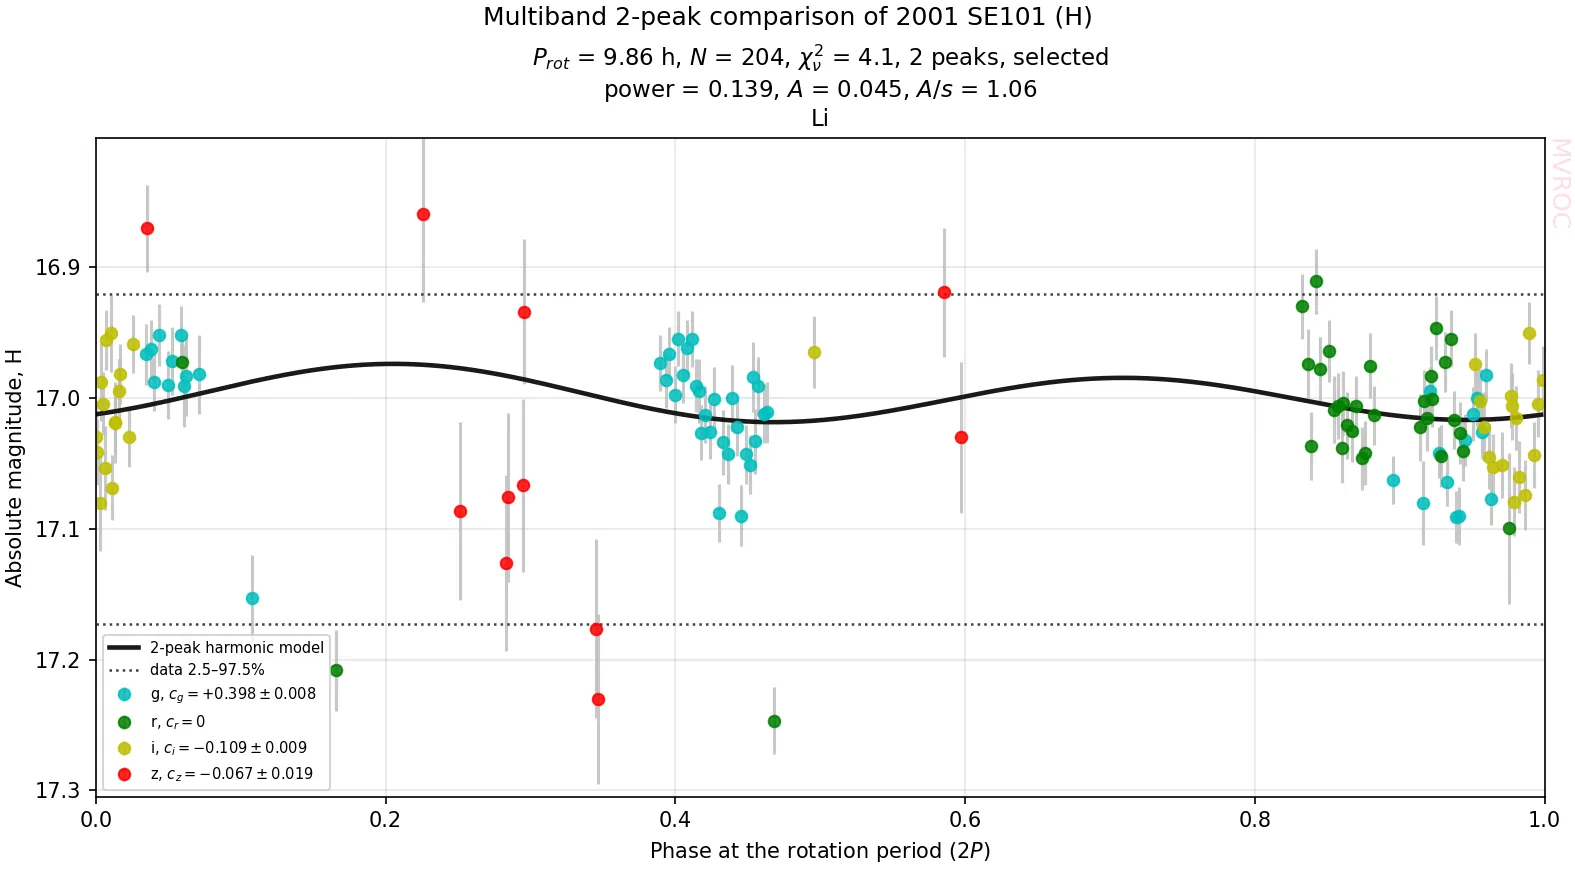 Multiband 2-peak comparison of 2001 SE101 (H)
P_rot = 9.86 h, N = 204, χ²_ν = 4.1, 2 peaks, selected
power = 0.139, A = 0.045, A/s = 1.06
Li
MVROC
Absolute magnitude, H
16.9
17.0
17.1
17.2
17.3
2-peak harmonic model
data 2.5–97.5%
g, c_g = +0.398 ± 0.008
r, c_r = 0
i, c_i = −0.109 ± 0.009
z, c_z = −0.067 ± 0.019
0.0 0.2 0.4 0.6 0.8 1.0
Phase at the rotation period (2P)